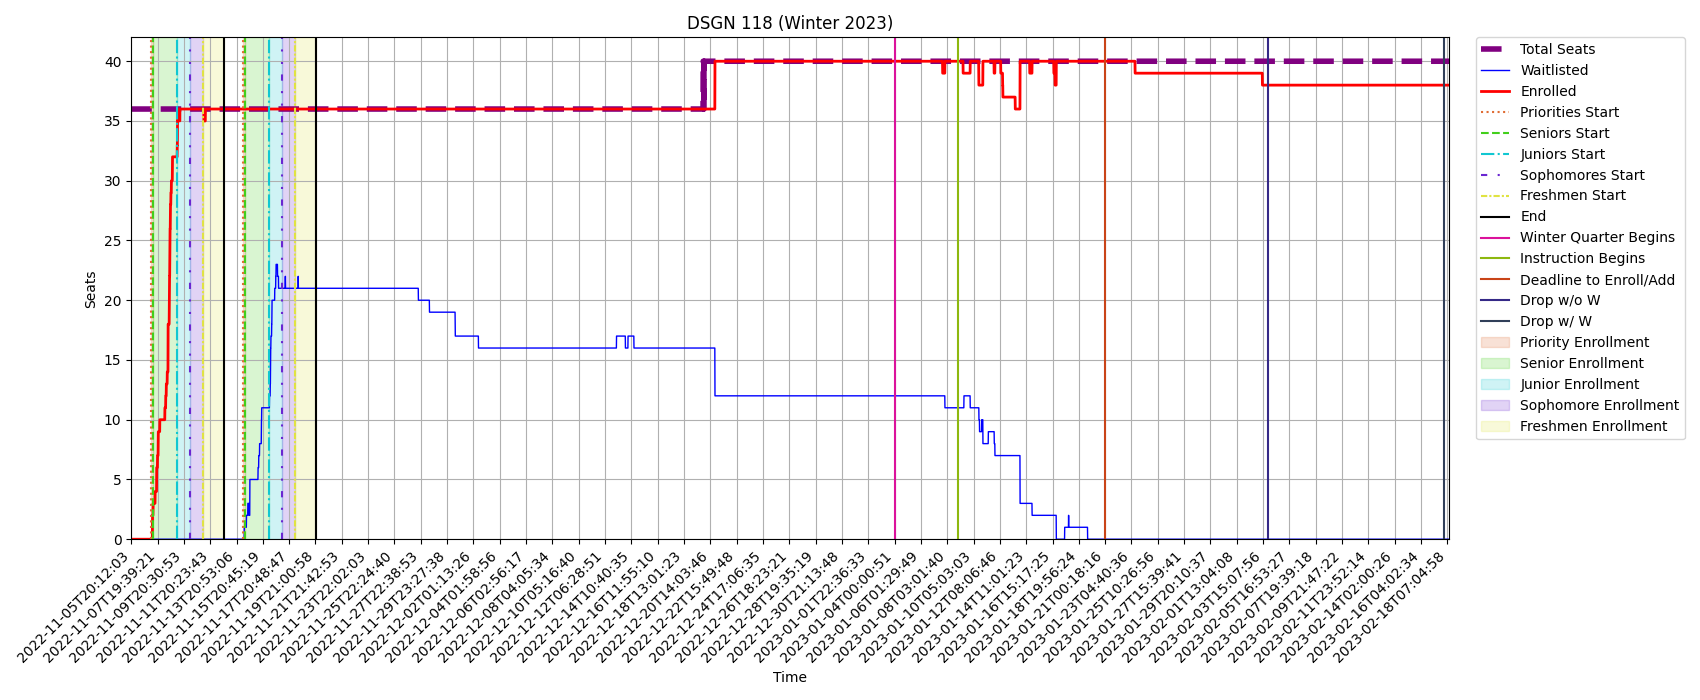 DSGN 118 (Winter 2023)
Seats
40
35
30
25
20
15
10
5
0
2022-11-05T20:12:03
2022-11-07T19:39:21
2022-11-09T20:30:53
2022-11-11T20:23:43
2022-11-13T20:53:06
2022-11-15T20:45:19
2022-11-17T20:48:47
2022-11-19T21:00:58
2022-11-21T21:42:53
2022-11-23T22:02:03
2022-11-25T22:24:40
2022-11-27T22:38:53
2022-11-29T23:27:38
2022-12-02T01:13:26
2022-12-04T01:58:56
2022-12-06T02:56:17
2022-12-08T04:05:34
2022-12-10T05:16:40
2022-12-12T06:28:51
2022-12-14T10:40:35
2022-12-16T11:55:10
2022-12-18T13:01:23
2022-12-20T14:03:46
2022-12-22T15:49:48
2022-12-24T17:06:35
2022-12-26T18:23:21
2022-12-28T19:35:19
2022-12-30T21:13:48
2023-01-01T22:36:33
2023-01-04T00:00:51
2023-01-06T01:29:49
2023-01-08T03:01:40
2023-01-10T05:03:03
2023-01-12T08:06:46
2023-01-14T11:01:23
2023-01-16T15:17:25
2023-01-18T19:56:24
2023-01-21T00:18:16
2023-01-23T04:40:36
2023-01-25T10:26:56
2023-01-27T15:39:41
2023-01-29T20:10:37
2023-02-01T13:04:08
2023-02-03T15:07:56
2023-02-05T16:53:27
2023-02-07T19:39:18
2023-02-09T21:47:22
2023-02-11T23:52:14
2023-02-14T02:00:26
2023-02-16T04:02:34
2023-02-18T07:04:58
Time
Total Seats
Waitlisted
Enrolled
Priorities Start
Seniors Start
Juniors Start
Sophomores Start
Freshmen Start
End
Winter Quarter Begins
Instruction Begins
Deadline to Enroll/Add
Drop w/o W
Drop w/ W
Priority Enrollment
Senior Enrollment
Junior Enrollment
Sophomore Enrollment
Freshmen Enrollment